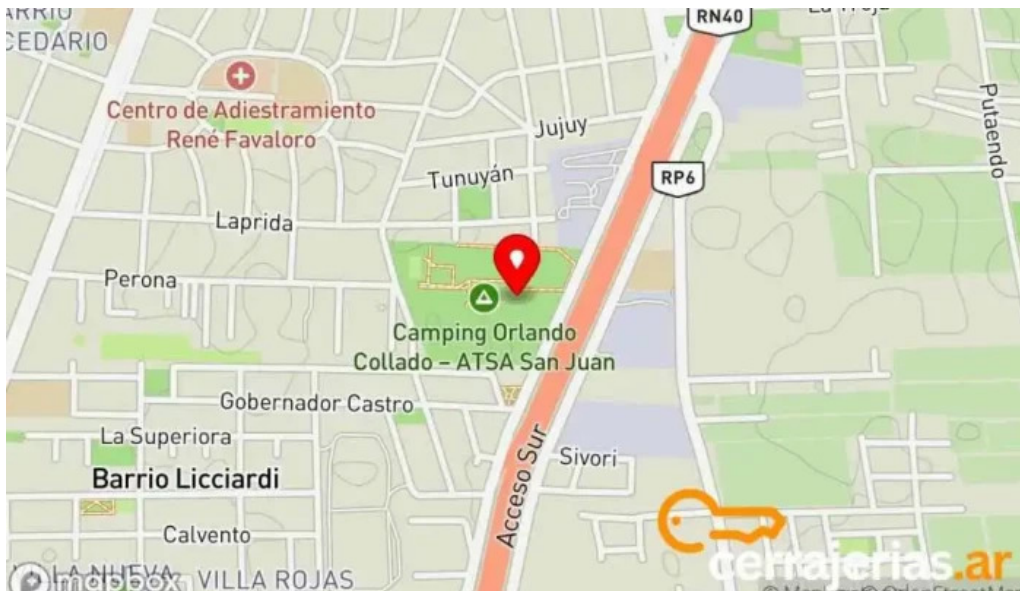 RN40
CEDARIO
Centro de Adiestramiento
René Favaloro
Jujuy
Putaendo
Tunuyán
RP6
Laprida
Perona
Camping Orlando
Collado – ATSA San Juan
Gobernador Castro
La Superiora
Sivori
Acceso Sur
Barrio Licciardi
Calvento
cerrajerias.ar
mapbox
VILLA ROJAS